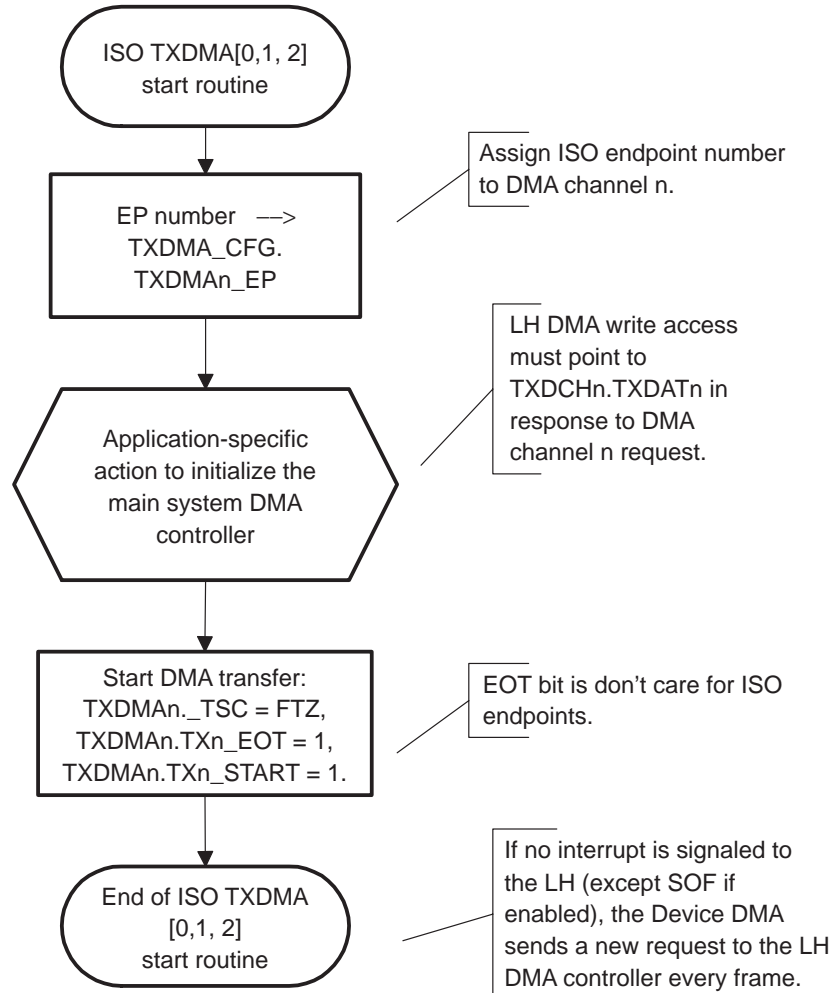 ISO TXDMA[0,1, 2]
start routine
Assign ISO endpoint number
to DMA channel n.
EP number –->
TXDMA_CFG.
TXDMAn_EP
LH DMA write access
must point to
TXDCHn.TXDATn in
response to DMA
channel n request.
Application-specific
action to initialize the
main system DMA
controller
Start DMA transfer:
TXDMAn._TSC = FTZ,
TXDMAn.TXn_EOT = 1,
TXDMAn.TXn_START = 1.
EOT bit is don’t care for ISO
endpoints.
End of ISO TXDMA
[0,1, 2]
start routine
If no interrupt is signaled to
the LH (except SOF if
enabled), the Device DMA
sends a new request to the LH
DMA controller every frame.